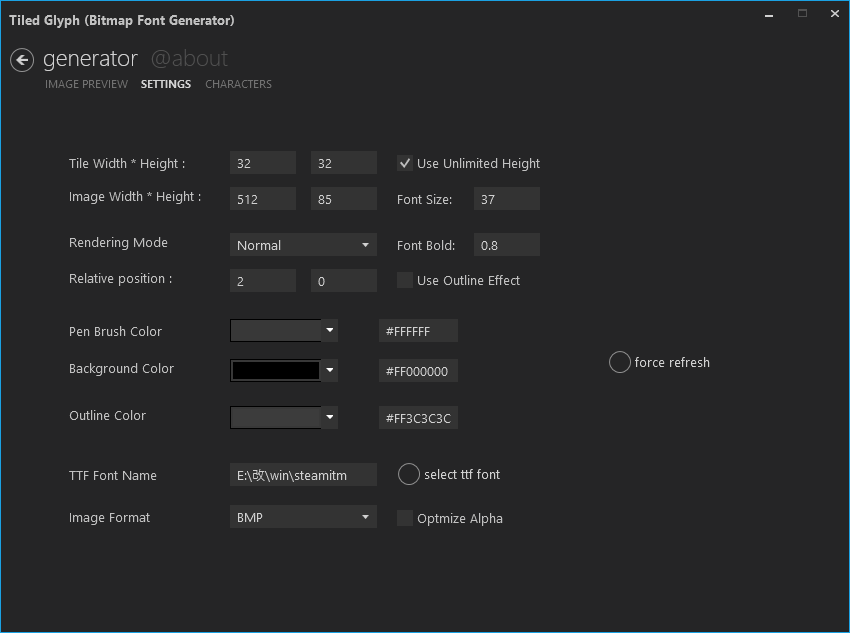 Tiled Glyph (Bitmap Font Generator)
generator @about
IMAGE PREVIEW SETTINGS CHARACTERS
Tile Width * Height : 32 32 Use Unlimited Height
Image Width * Height : 512 85 Font Size: 37
Rendering Mode Normal Font Bold: 0.8
Relative position : 2 0 Use Outline Effect
Pen Brush Color #FFFFFF
force refresh
Background Color #FF000000
Outline Color #FF3C3C3C
TTF Font Name E:\改\win\steamitm select ttf font
Image Format BMP Optmize Alpha